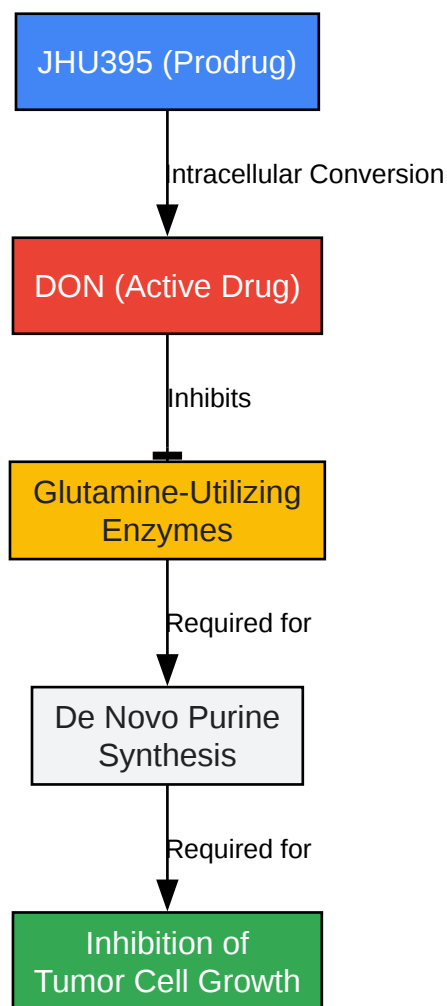 JHU395 (Prodrug)
Intracellular Conversion
DON (Active Drug)
Inhibits
Glutamine-Utilizing
Enzymes
Required for
De Novo Purine
Synthesis
Required for
Inhibition of
Tumor Cell Growth